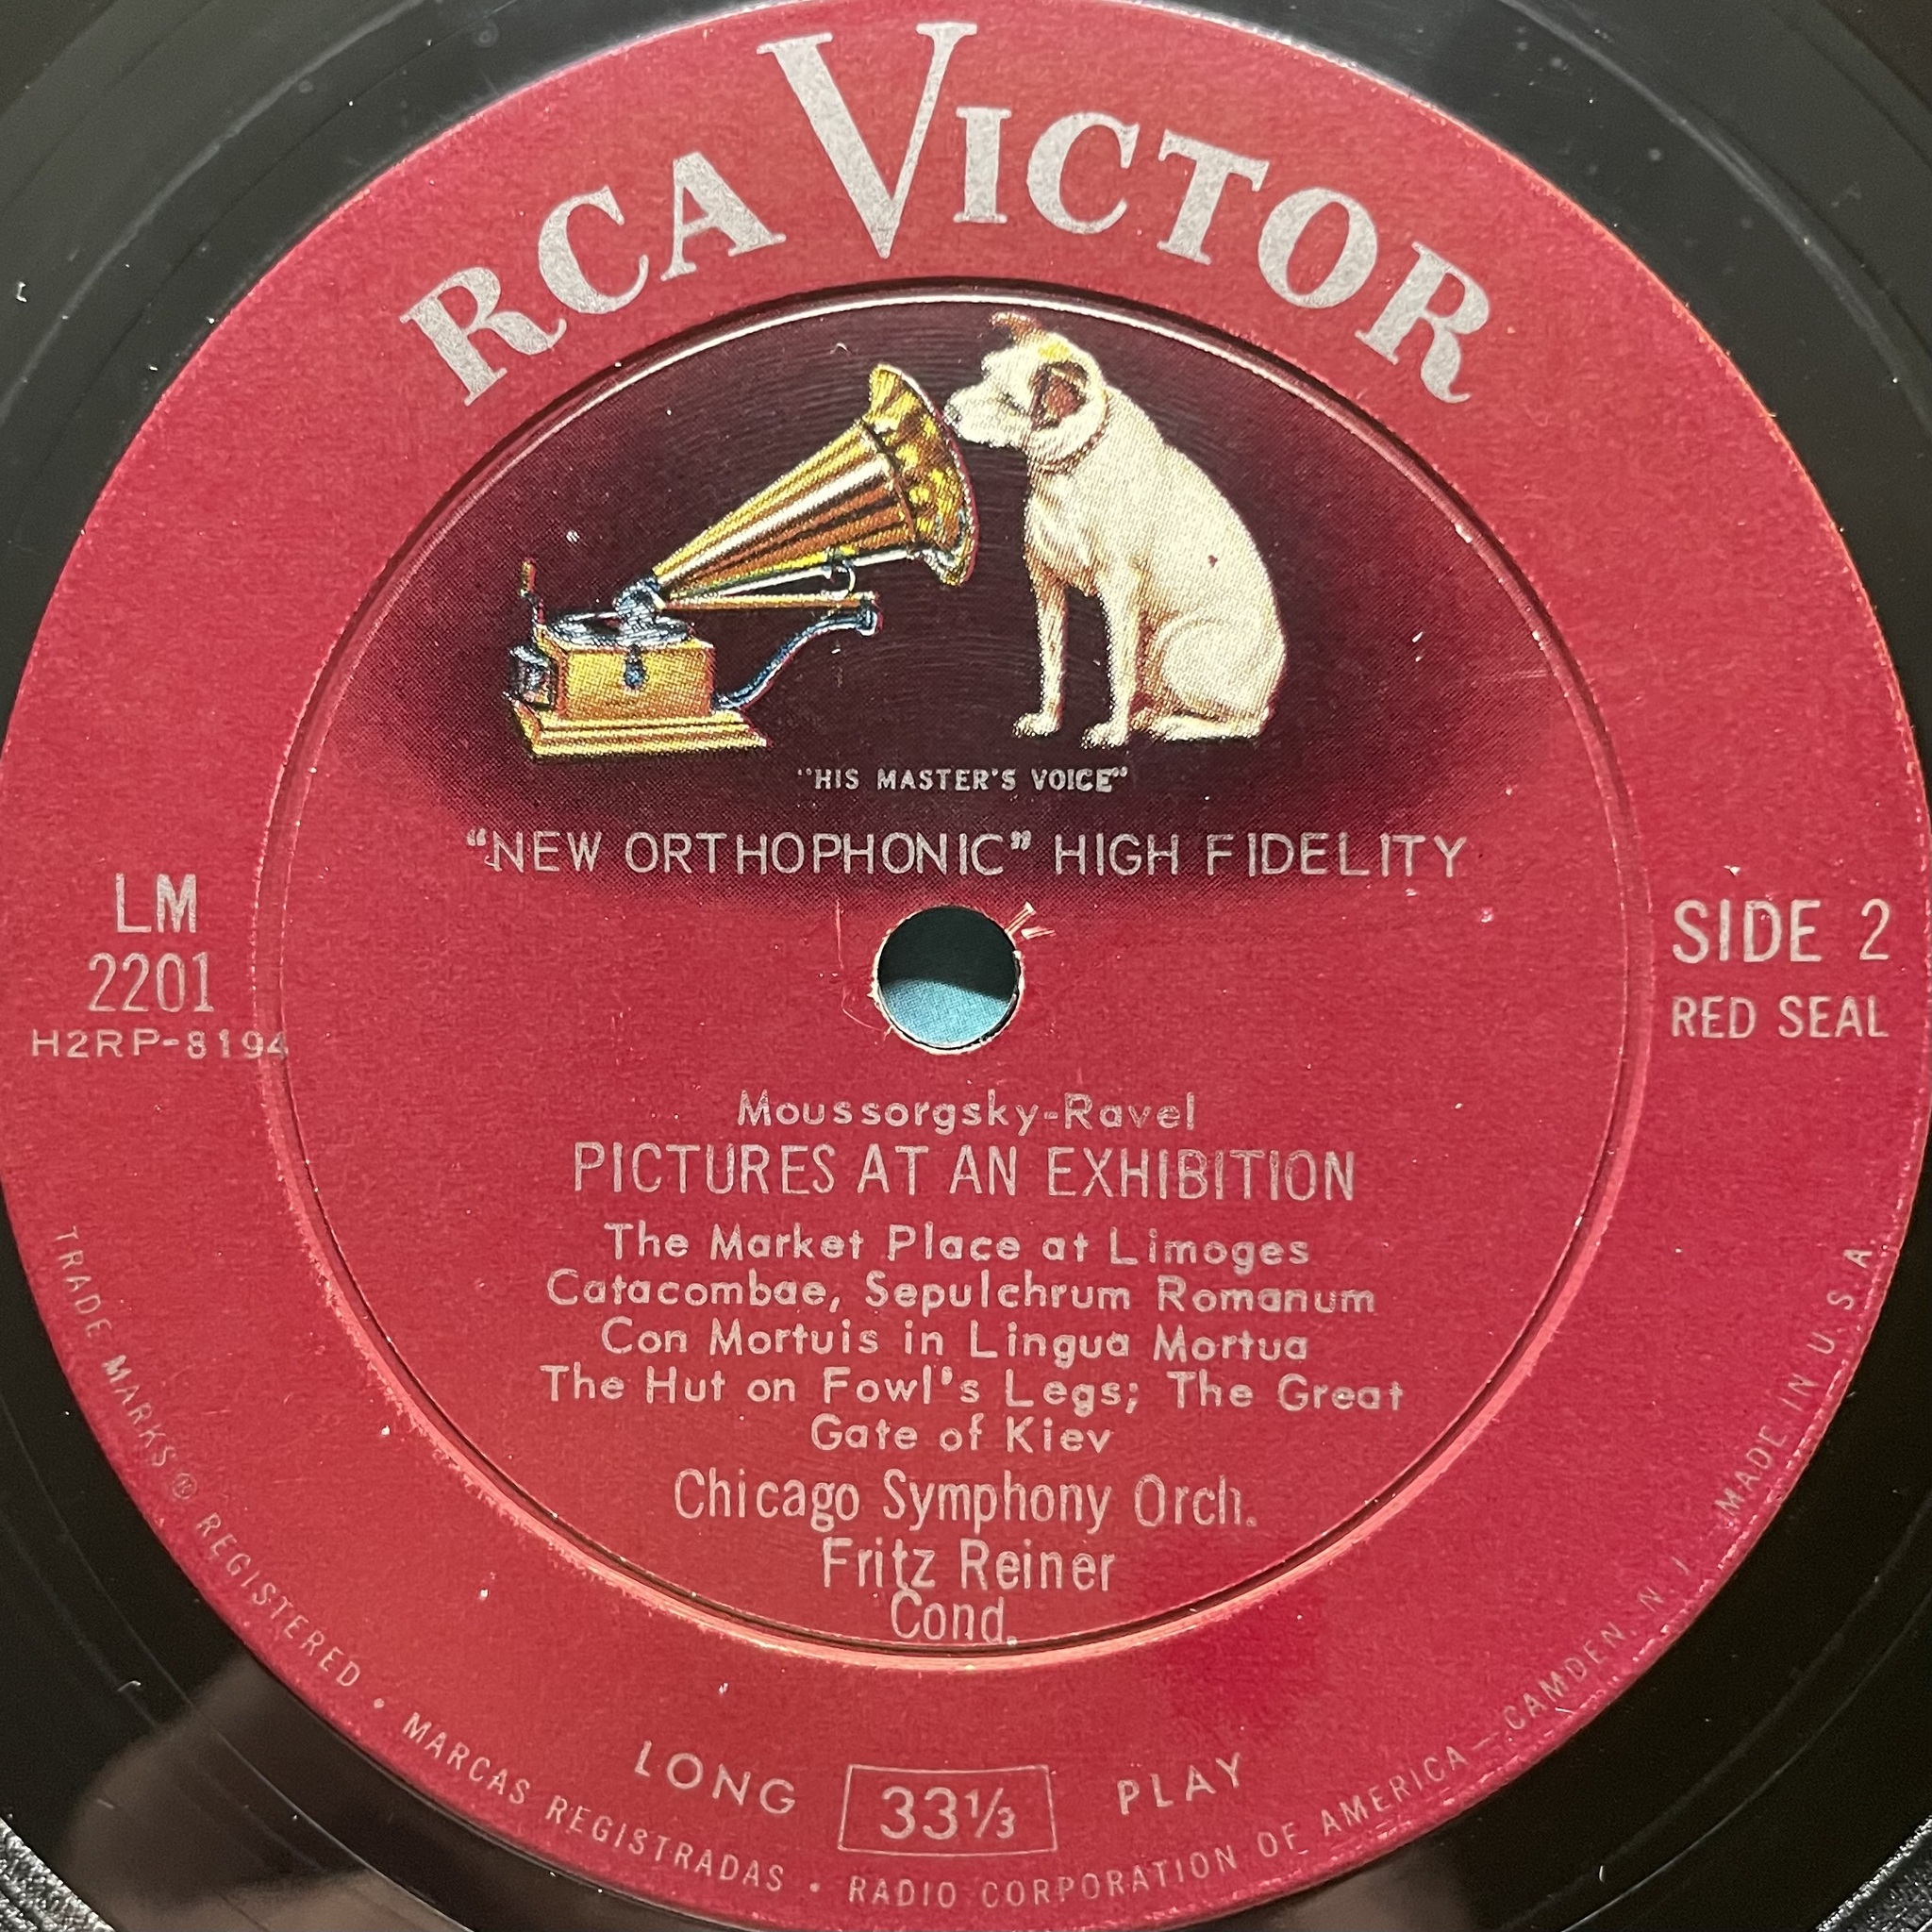 RCA VICTOR
"HIS MASTER'S VOICE"
"NEW ORTHOPHONIC" HIGH FIDELITY
LM
2201
H2RP-8194
SIDE 2
RED SEAL
Moussorgsky-Ravel
PICTURES AT AN EXHIBITION
The Market Place at Limoges
Catacombae, Sepulchrum Romanum
Con Mortuis in Lingua Mortua
The Hut on Fowl's Legs; The Great
Gate of Kiev
Chicago Symphony Orch.
Fritz Reiner
Cond.
LONG 33⅓ PLAY
TRADE MARKS ® REGISTERED • MARCAS REGISTRADAS • RADIO CORPORATION OF AMERICA—CAMDEN, N. J. MADE IN U.S.A.